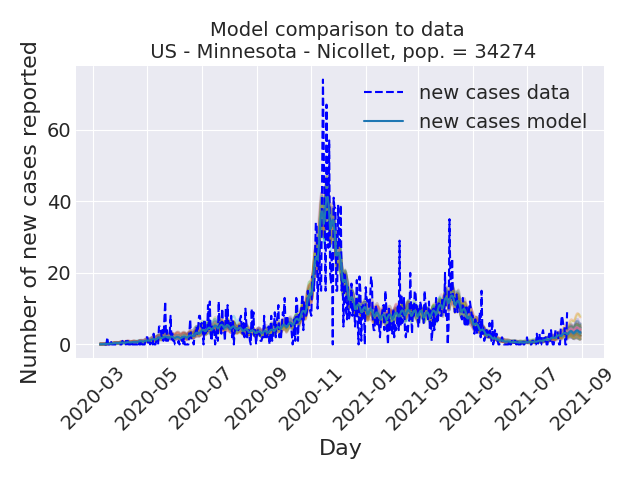 Model comparison to data
US - Minnesota - Nicollet, pop. = 34274
Number of new cases reported
60
40
20
0
new cases data
new cases model
2020-03
2020-05
2020-07
2020-09
2020-11
2021-01
2021-03
2021-05
2021-07
2021-09
Day